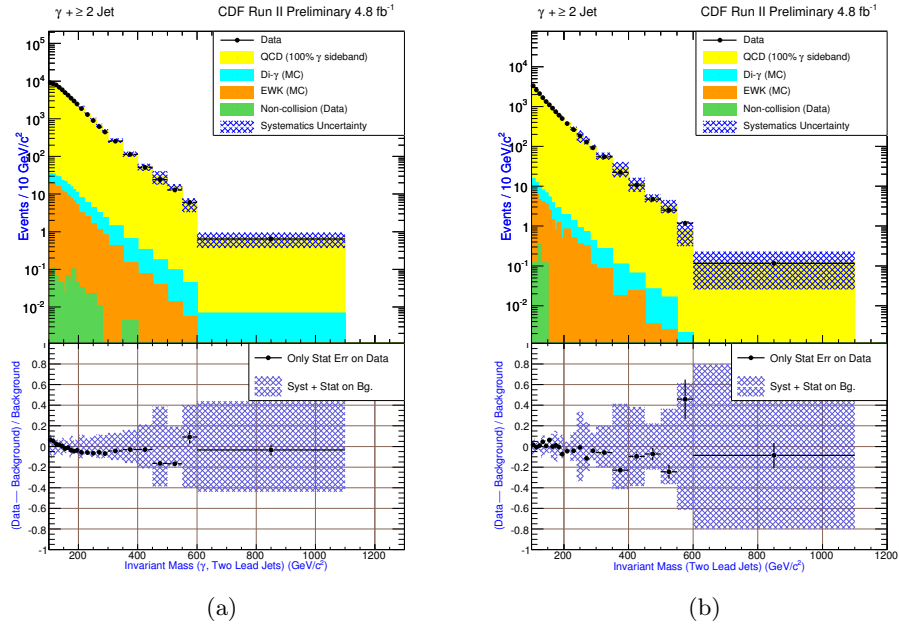 γ + ≥ 2 Jet
CDF Run II Preliminary 4.8 fb⁻¹
Events / 10 GeV/c²
10⁵
10⁴
10³
10²
10
1
10⁻¹
10⁻²
Data
QCD (100% γ sideband)
Di-γ (MC)
EWK (MC)
Non-collision (Data)
Systematics Uncertainty
(Data — Background) / Background
1
0.8
0.6
0.4
0.2
0
-0.2
-0.4
-0.6
-0.8
-1
Only Stat Err on Data
Syst + Stat on Bg.
200 400 600 800 1000 1200
Invariant Mass (γ, Two Lead Jets) (GeV/c²)
(a)
γ + ≥ 2 Jet
CDF Run II Preliminary 4.8 fb⁻¹
Events / 10 GeV/c²
10⁴
10³
10²
10
1
10⁻¹
10⁻²
Data
QCD (100% γ sideband)
Di-γ (MC)
EWK (MC)
Non-collision (Data)
Systematics Uncertainty
(Data — Background) / Background
1
0.8
0.6
0.4
0.2
0
-0.2
-0.4
-0.6
-0.8
-1
Only Stat Err on Data
Syst + Stat on Bg.
200 400 600 800 1000 1200
Invariant Mass (Two Lead Jets) (GeV/c²)
(b)